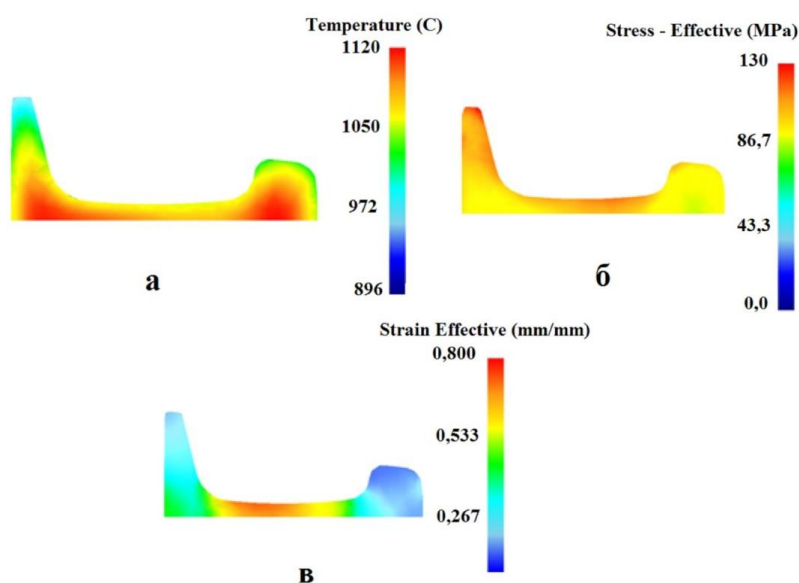 Temperature (C)
1120
1050
972
896
а
Stress - Effective (MPa)
130
86,7
43,3
0,0
б
Strain Effective (mm/mm)
0,800
0,533
0,267
в